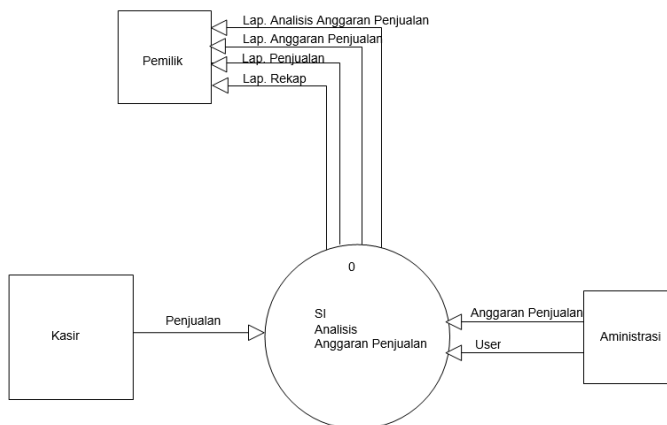 Lap. Analisis Anggaran Penjualan
Lap. Anggaran Penjualan
Pemilik
Lap. Penjualan
Lap. Rekap
0
SI
Analisis
Anggaran Penjualan
Kasir
Penjualan
Anggaran Penjualan
User
Aministrasi